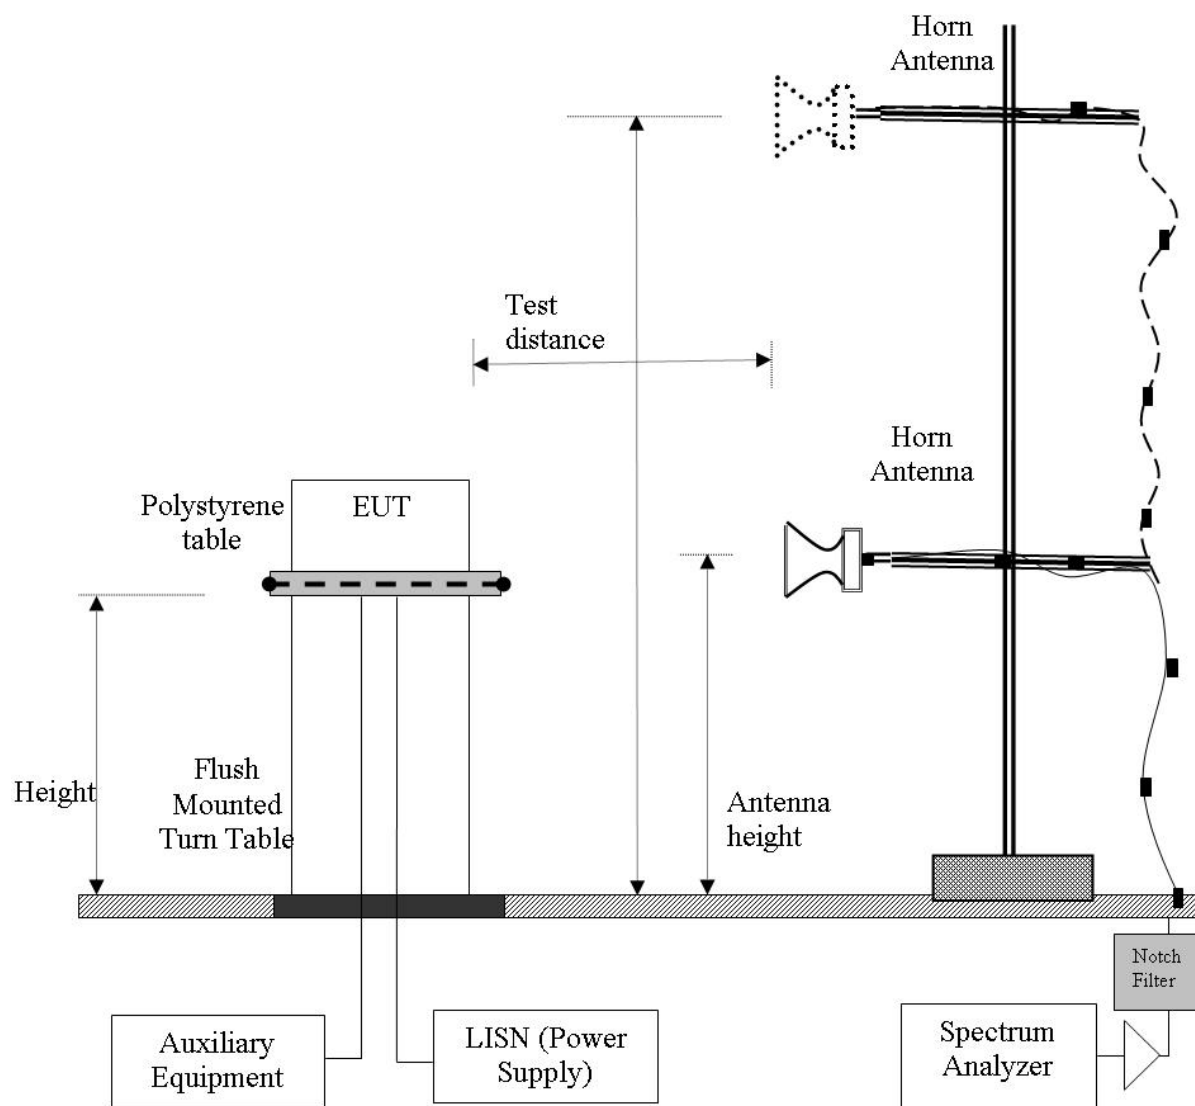 Horn
Antenna
Test
distance
Horn
Antenna
Polystyrene
table
EUT
Height
Flush
Mounted
Turn Table
Antenna
height
Notch
Filter
Auxiliary
Equipment
LISN (Power
Supply)
Spectrum
Analyzer